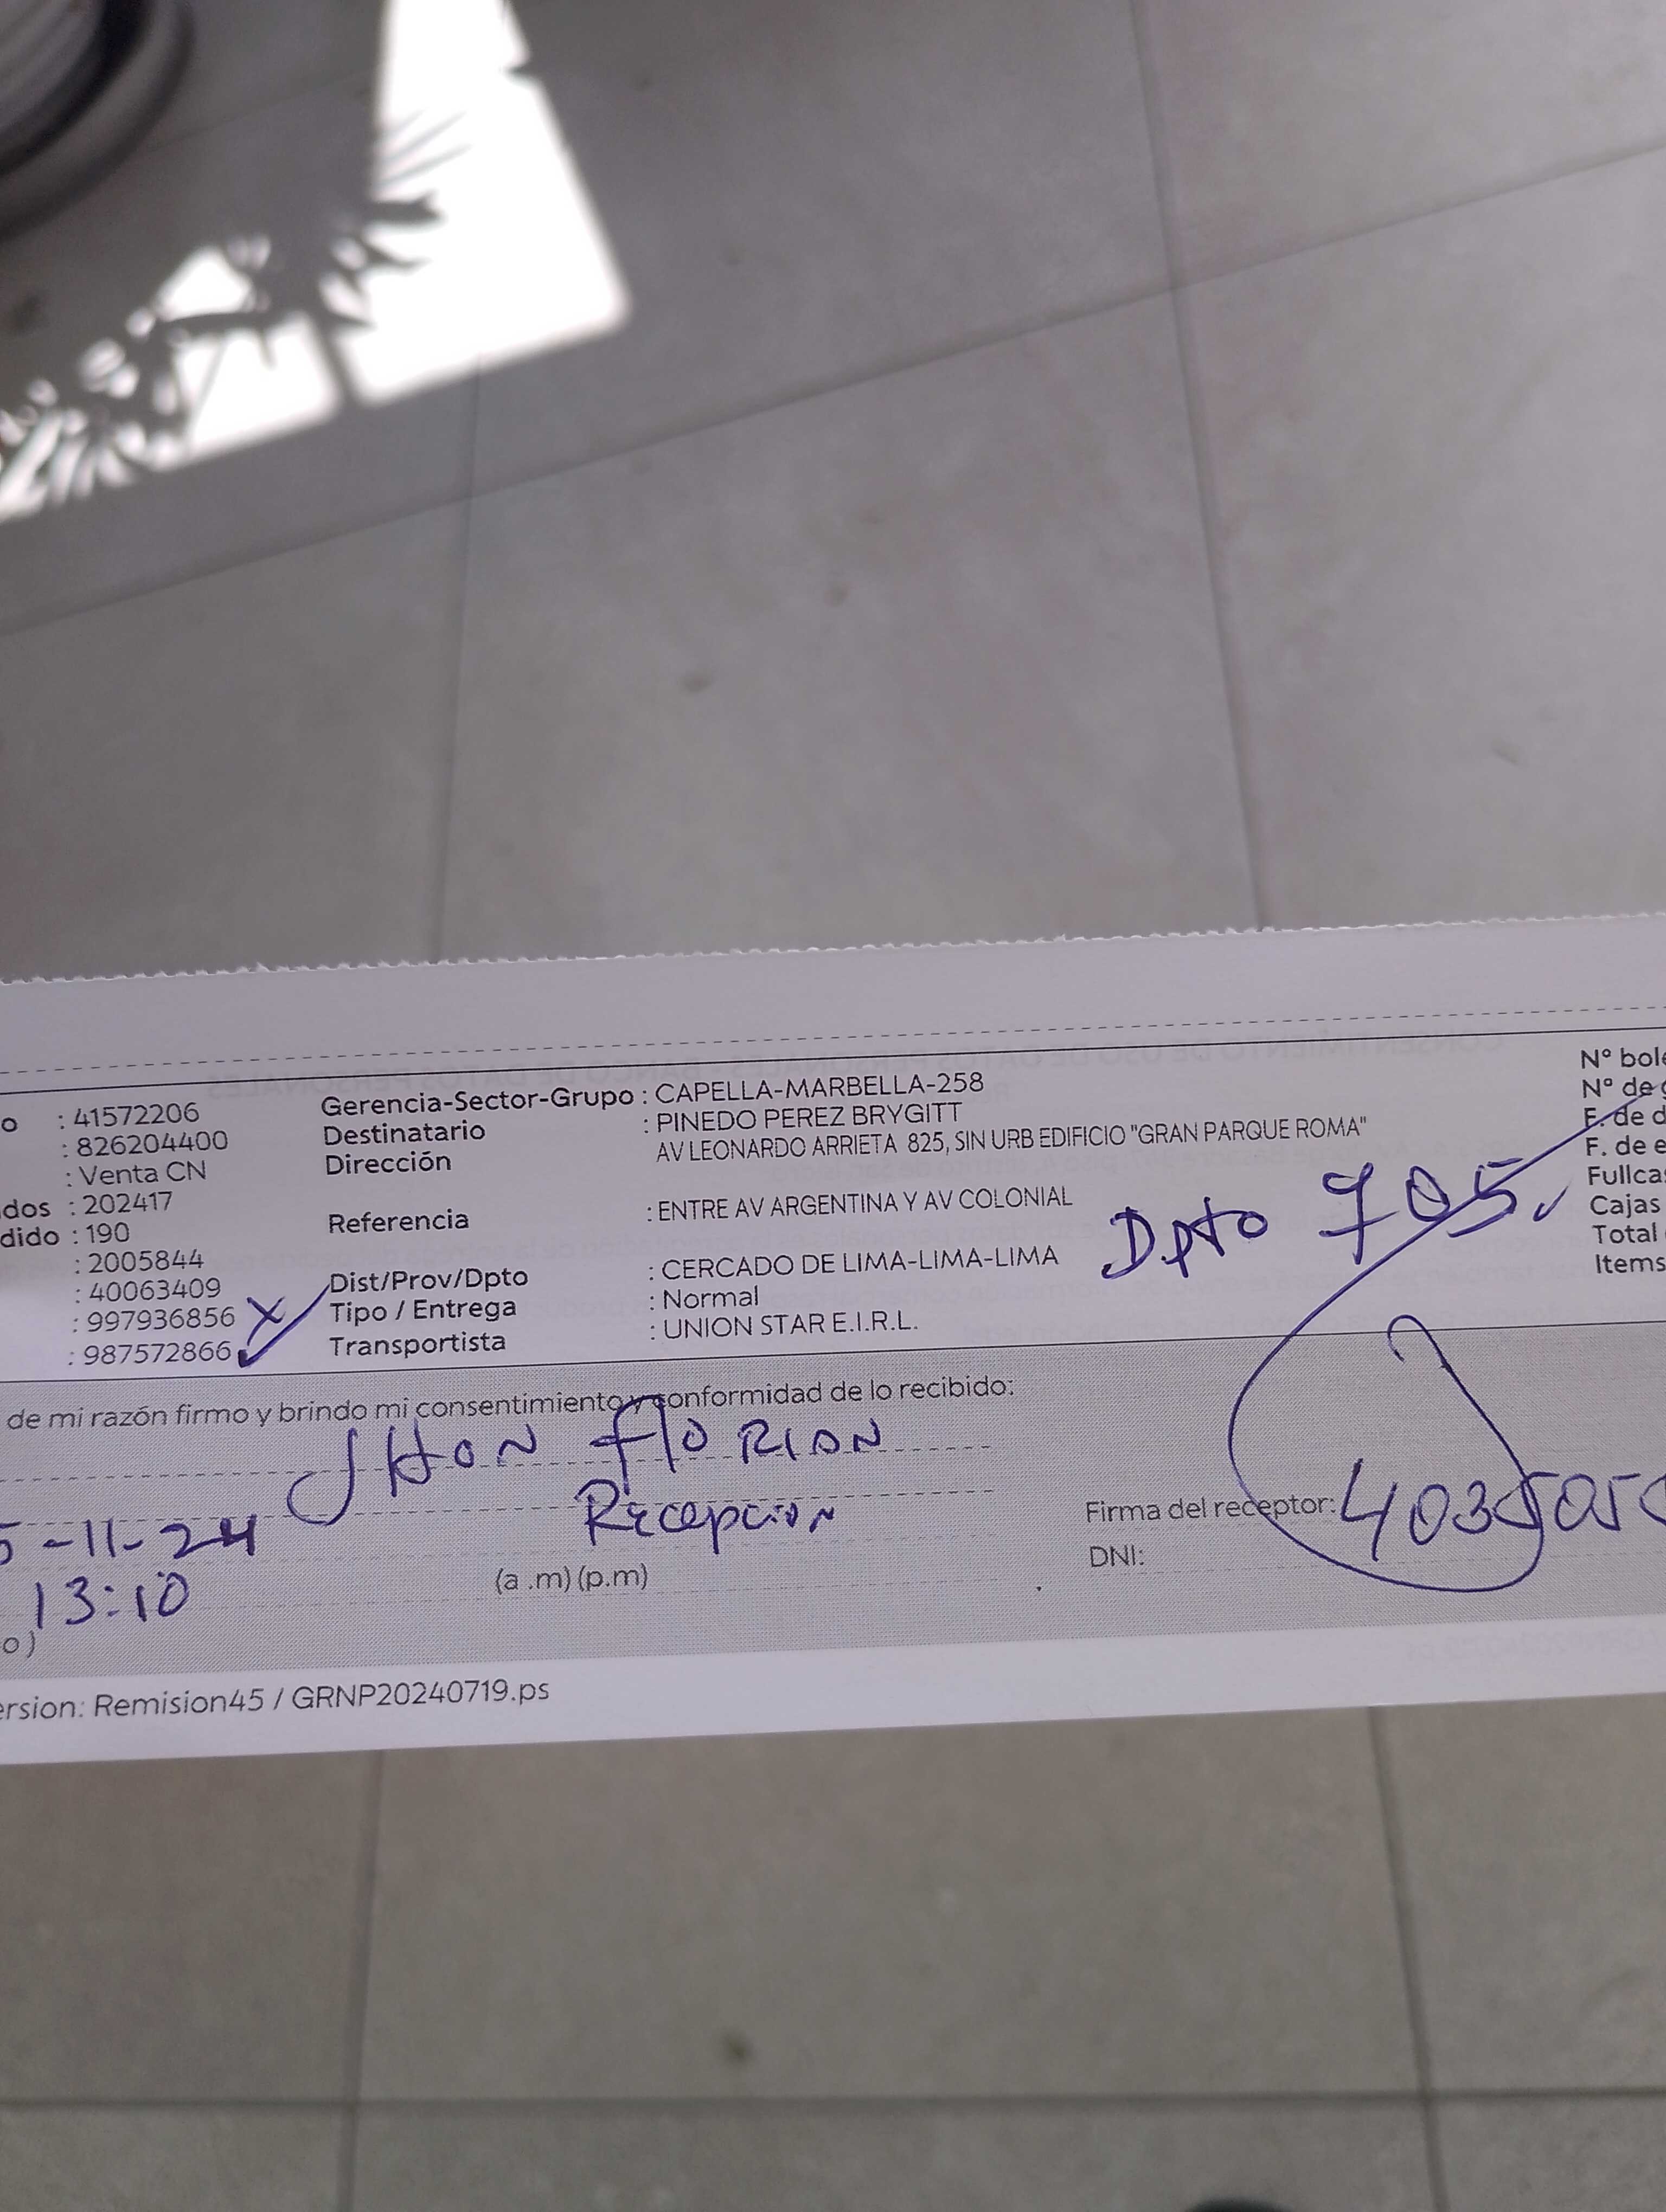 o : 41572206
: 826204400
: Venta CN
dos : 202417
dido : 190
: 2005844
: 40063409
: 997936856 X
: 987572866 ✓
Gerencia-Sector-Grupo : CAPELLA-MARBELLA-258
Destinatario : PINEDO PEREZ BRYGITT
Dirección AV LEONARDO ARRIETA 825, SIN URB EDIFICIO "GRAN PARQUE ROMA"
Referencia : ENTRE AV ARGENTINA Y AV COLONIAL
Dpto 705
Dist/Prov/Dpto : CERCADO DE LIMA-LIMA-LIMA
Tipo / Entrega : Normal
Transportista : UNION STAR E.I.R.L.
N° bole
N° de g
F. de d
F. de e
Fullca
Cajas
Total
Items
de mi razón firmo y brindo mi consentimiento y conformidad de lo recibido:
JHON FloRIAN
Recepcion
5-11-24
13:10
(a .m) (p.m)
o)
Firma del receptor:
DNI:
ersion: Remision45 / GRNP20240719.ps